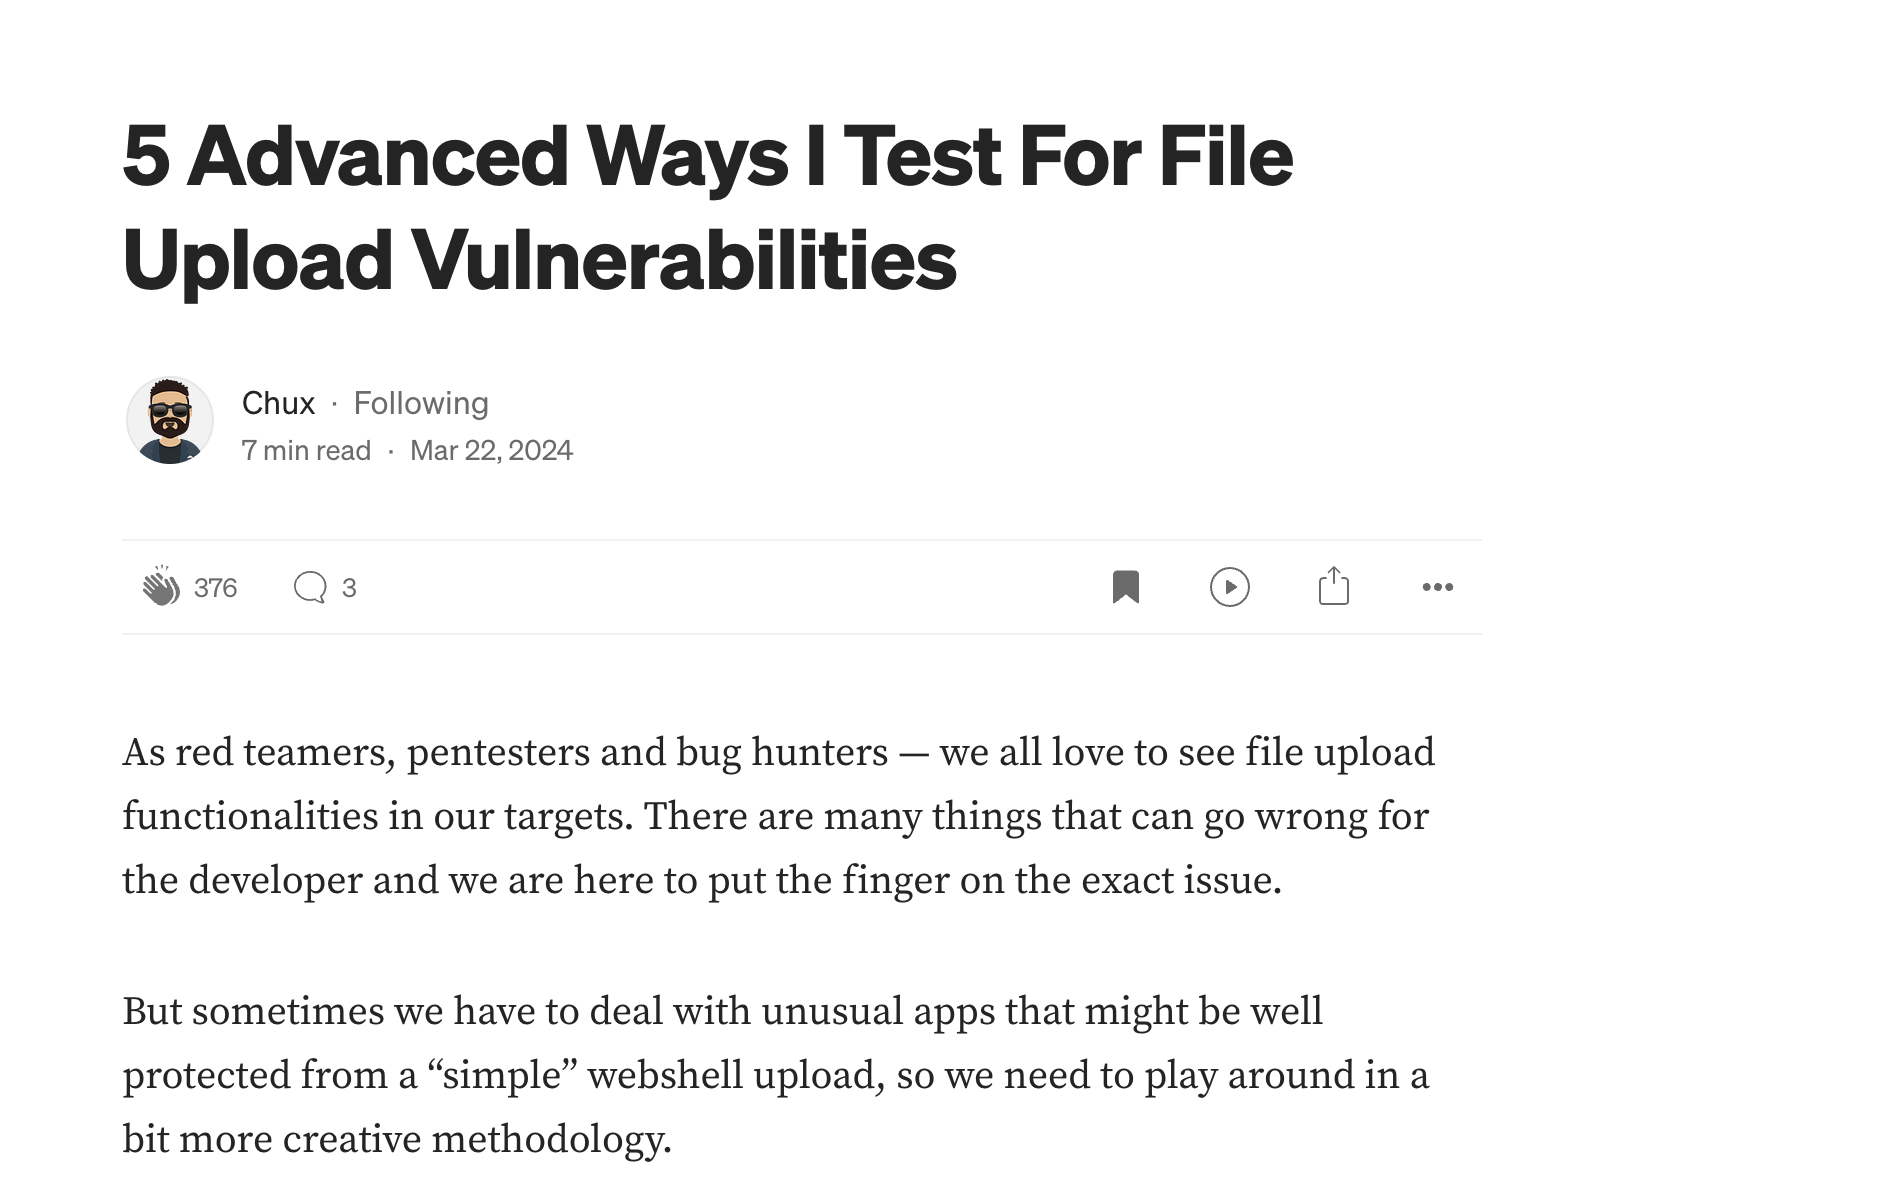 5 Advanced Ways I Test For File
Upload Vulnerabilities
Chux · Following
7 min read · Mar 22, 2024
376 3
As red teamers, pentesters and bug hunters — we all love to see file upload
functionalities in our targets. There are many things that can go wrong for
the developer and we are here to put the finger on the exact issue.
But sometimes we have to deal with unusual apps that might be well
protected from a “simple” webshell upload, so we need to play around in a
bit more creative methodology.